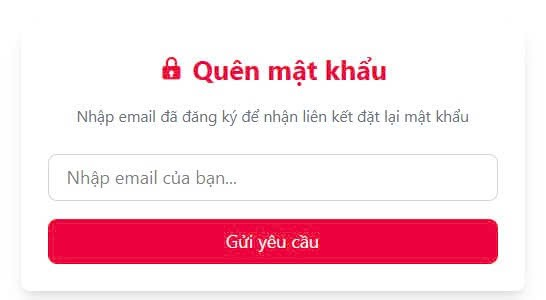 Quên mật khẩu
Nhập email đã đăng ký để nhận liên kết đặt lại mật khẩu
Nhập email của bạn...
Gửi yêu cầu